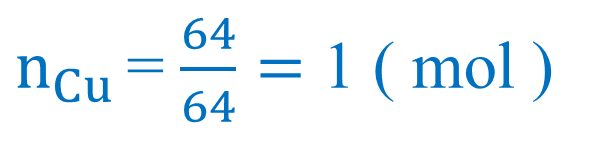 n_Cu = 64/64 = 1 ( mol )